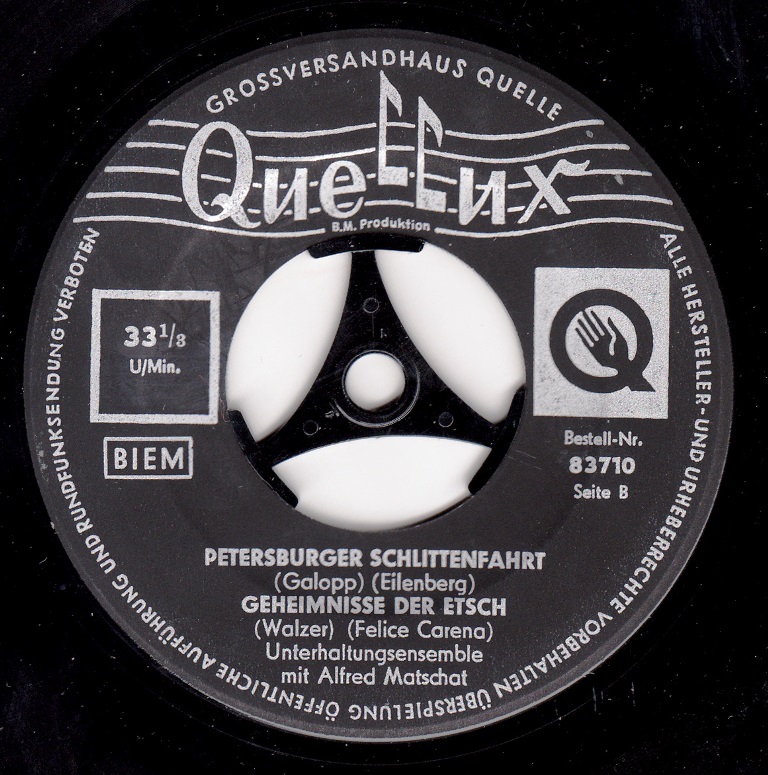 GROSSVERSANDHAUS QUELLE
Quellux
B.M. Produktion
33 1/3
U/Min.
BIEM
Bestell-Nr.
83710
Seite B
PETERSBURGER SCHLITTENFAHRT
(Galopp) (Eilenberg)
GEHEIMNISSE DER ETSCH
(Walzer) (Felice Carena)
Unterhaltungsensemble
mit Alfred Matschat
ALLE HERSTELLER- UND URHEBERRECHTE VORBEHALTEN ÜBERSPIELUNG ÖFFENTLICHE AUFFÜHRUNG UND RUNDFUNKSENDUNG VERBOTEN